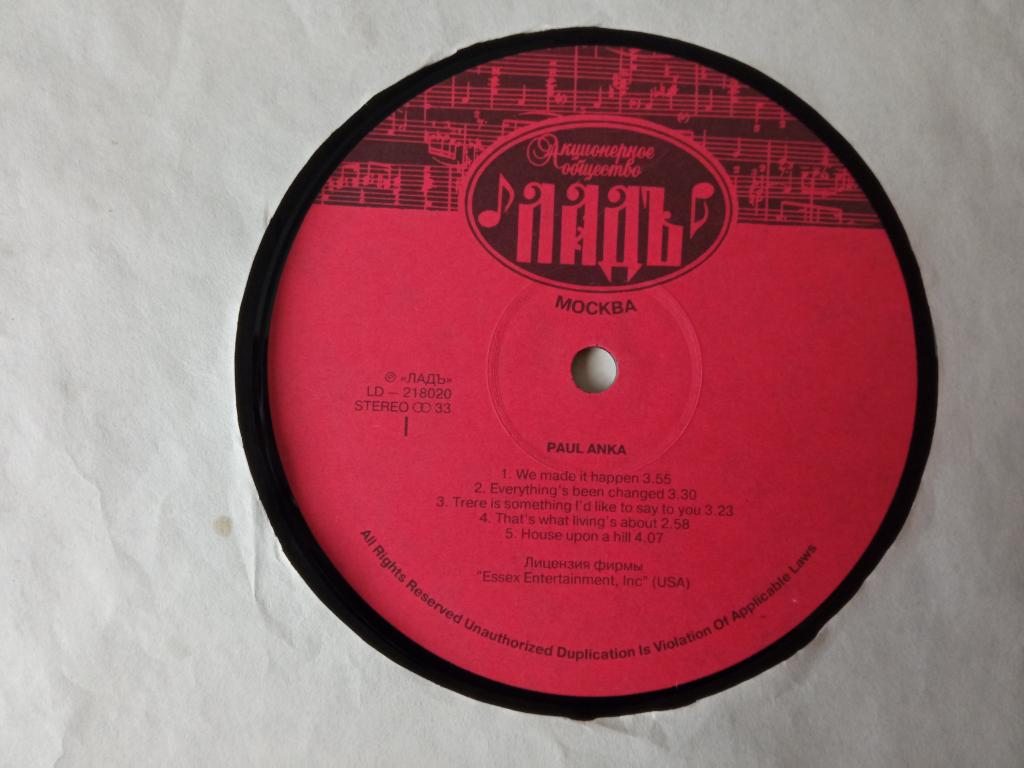 Акционерное
общество
ЛАДЪ
МОСКВА
℗ «ЛАДЪ»
LD – 218020
STEREO 33
I
PAUL ANKA
1. We made it happen 3.55
2. Everything's been changed 3.30
3. Trere is something I'd like to say to you 3.23
4. That's what living's about 2.58
5. House upon a hill 4.07
Лицензия фирмы
"Essex Entertainment, Inc" (USA)
All Rights Reserved Unauthorized Duplication Is Violation Of Applicable Laws